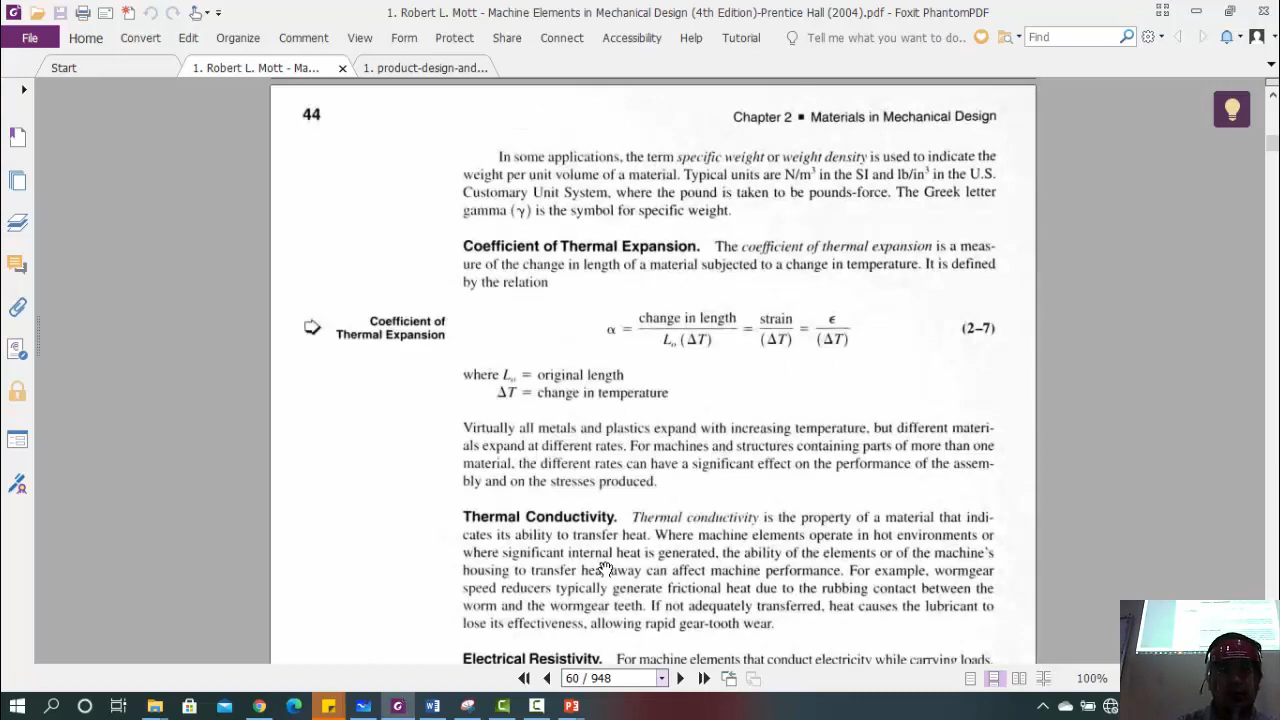 1. Robert L. Mott - Machine Elements in Mechanical Design (4th Edition)-Prentice Hall (2004).pdf - Foxit PhantomPDF
File Home Convert Edit Organize Comment View Form Protect Share Connect Accessibility Help Tutorial Tell me what you want to do.. Find
Start 1. Robert L. Mott - Ma... 1. product-design-and...
44 Chapter 2 ■ Materials in Mechanical Design
In some applications, the term specific weight or weight density is used to indicate the
weight per unit volume of a material. Typical units are N/m³ in the SI and lb/in³ in the U.S.
Customary Unit System, where the pound is taken to be pounds-force. The Greek letter
gamma (γ) is the symbol for specific weight.
Coefficient of Thermal Expansion. The coefficient of thermal expansion is a meas-
ure of the change in length of a material subjected to a change in temperature. It is defined
by the relation
Coefficient of
Thermal Expansion
α = change in length / Lₒ (ΔT) = strain / (ΔT) = ϵ / (ΔT) (2–7)
where Lₒ = original length
ΔT = change in temperature
Virtually all metals and plastics expand with increasing temperature, but different materi-
als expand at different rates. For machines and structures containing parts of more than one
material, the different rates can have a significant effect on the performance of the assem-
bly and on the stresses produced.
Thermal Conductivity. Thermal conductivity is the property of a material that indi-
cates its ability to transfer heat. Where machine elements operate in hot environments or
where significant internal heat is generated, the ability of the elements or of the machine's
housing to transfer heat away can affect machine performance. For example, wormgear
speed reducers typically generate frictional heat due to the rubbing contact between the
worm and the wormgear teeth. If not adequately transferred, heat causes the lubricant to
lose its effectiveness, allowing rapid gear-tooth wear.
Electrical Resistivity. For machine elements that conduct electricity while carrying loads,
60 / 948 100%